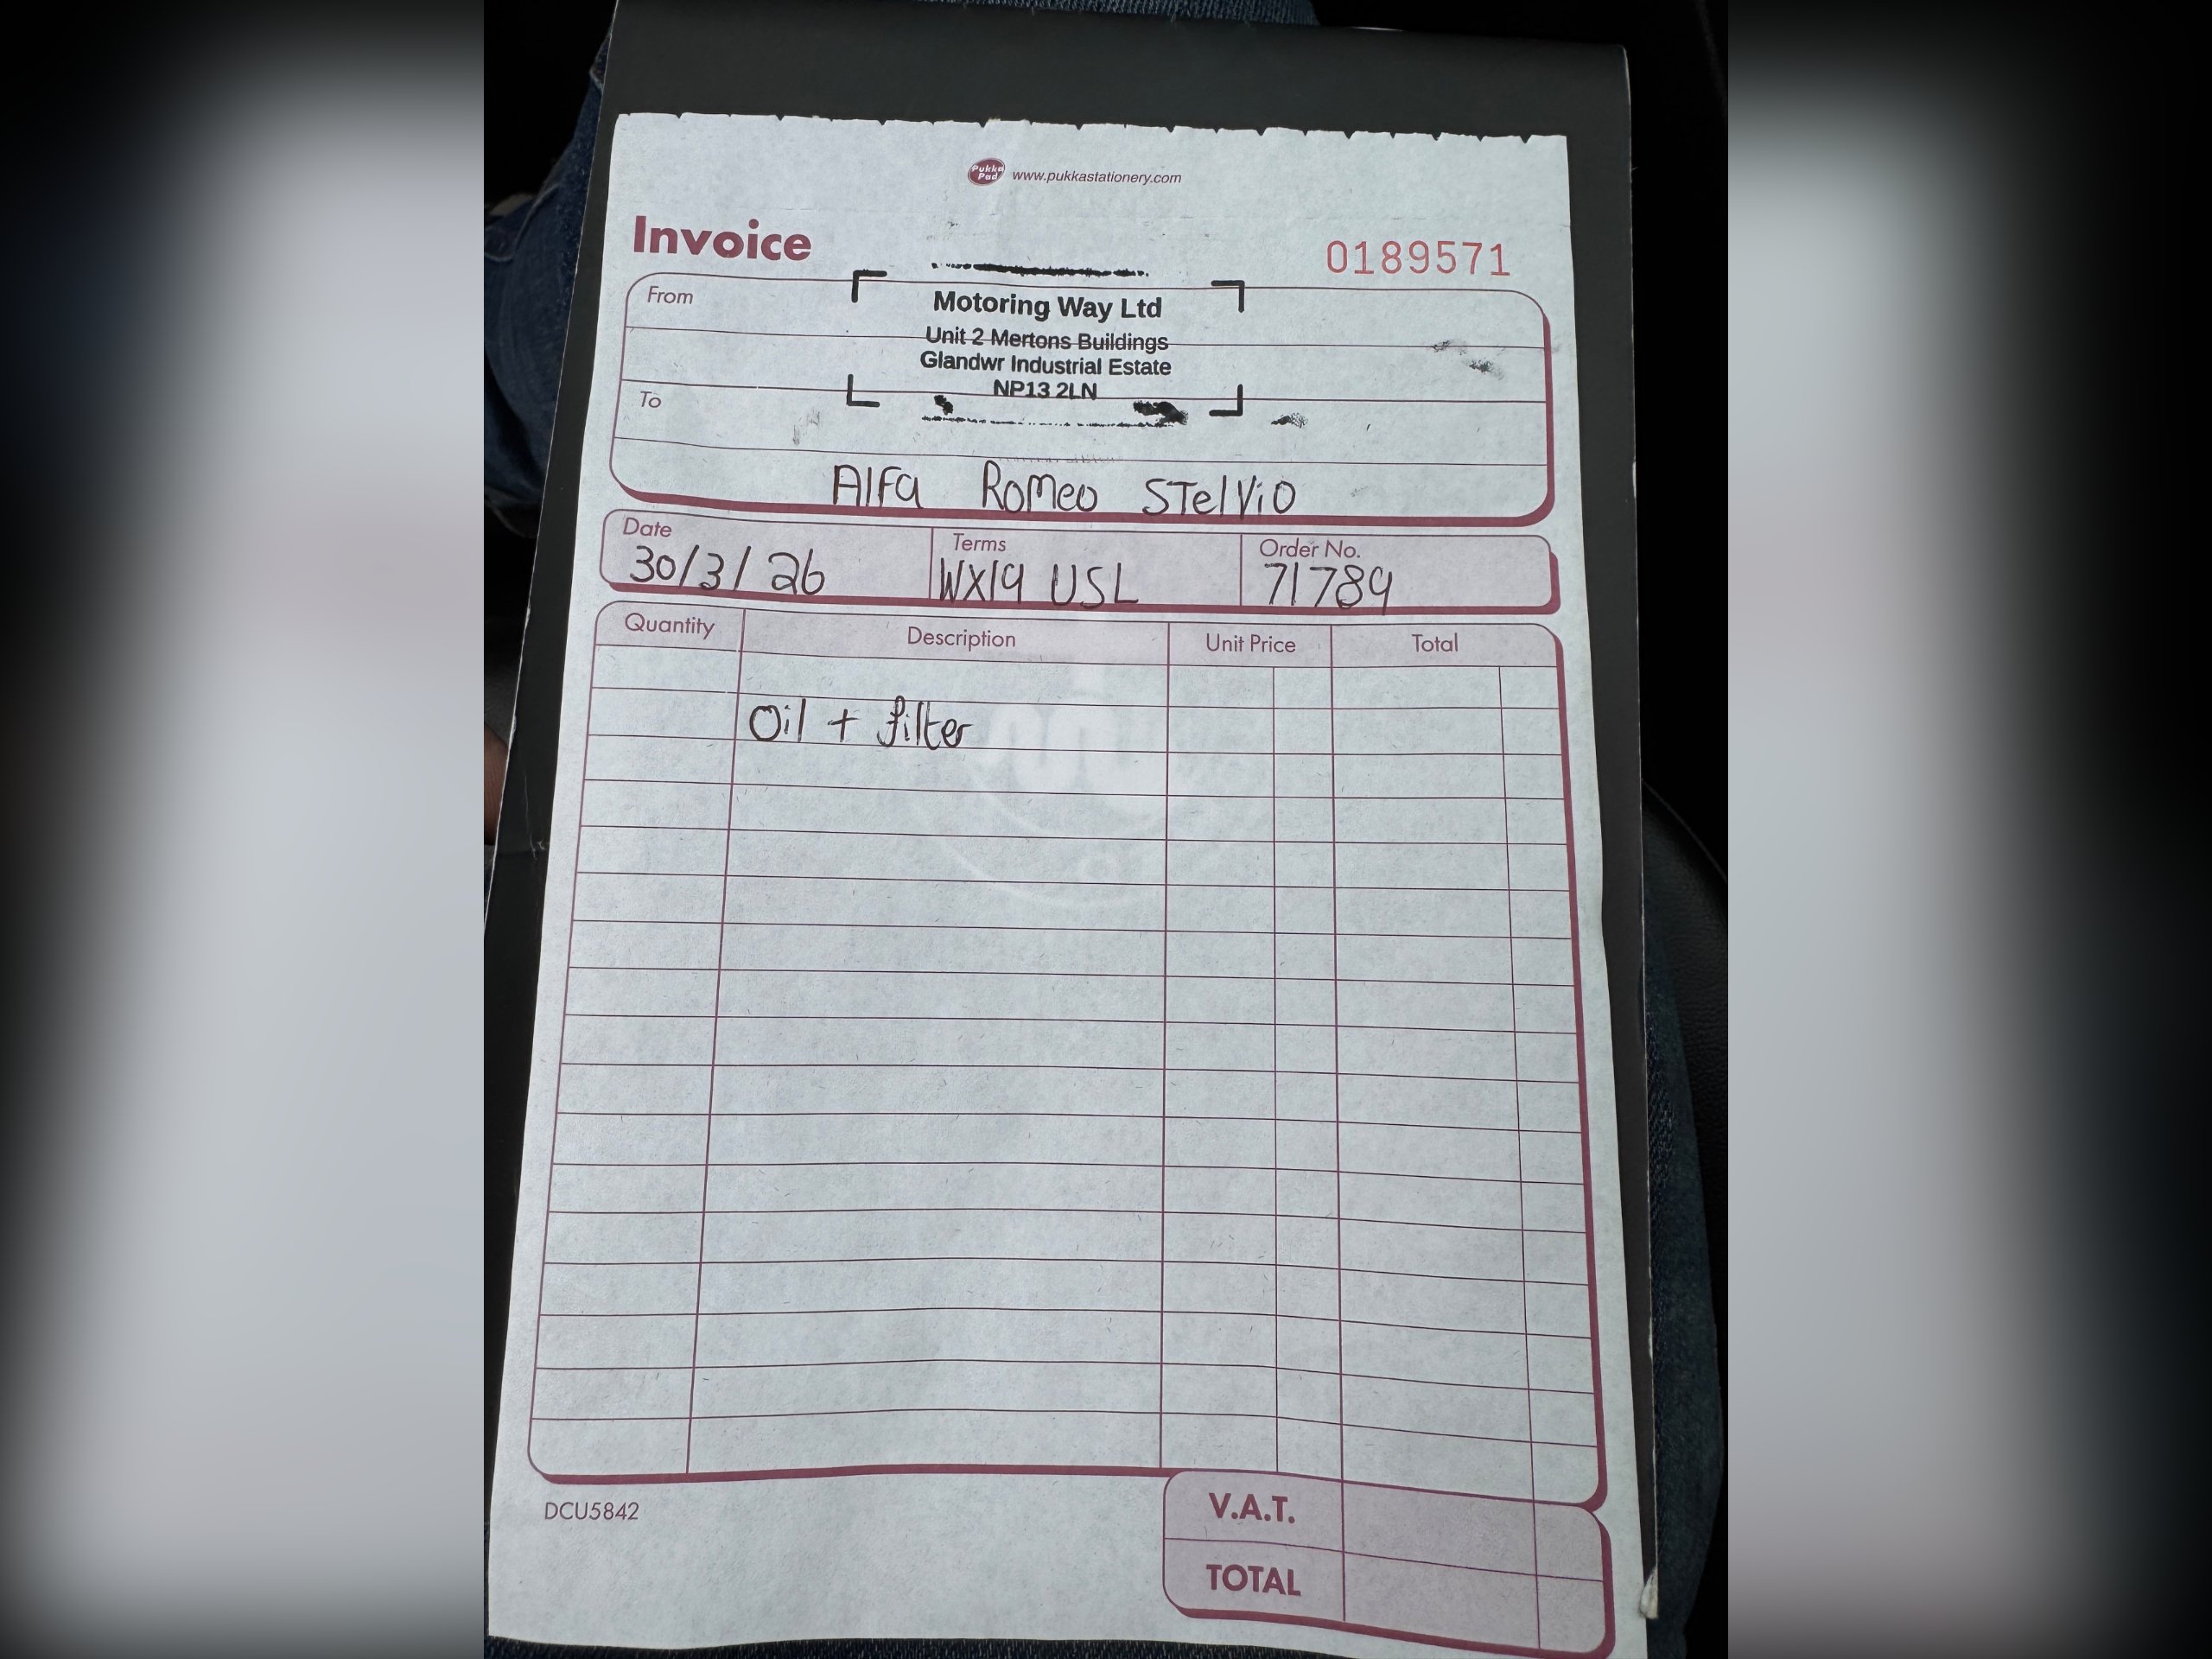 Pukka Pad www.pukkastationery.com
Invoice
0189571
From
Motoring Way Ltd
Unit 2 Mertons Buildings
Glandwr Industrial Estate
NP13 2LN
To
Alfa Romeo STelViO
Date
30/3/26
Terms
WX19 USL
Order No.
71789
Quantity Description Unit Price Total
Oil + filter
DCU5842
V.A.T.
TOTAL